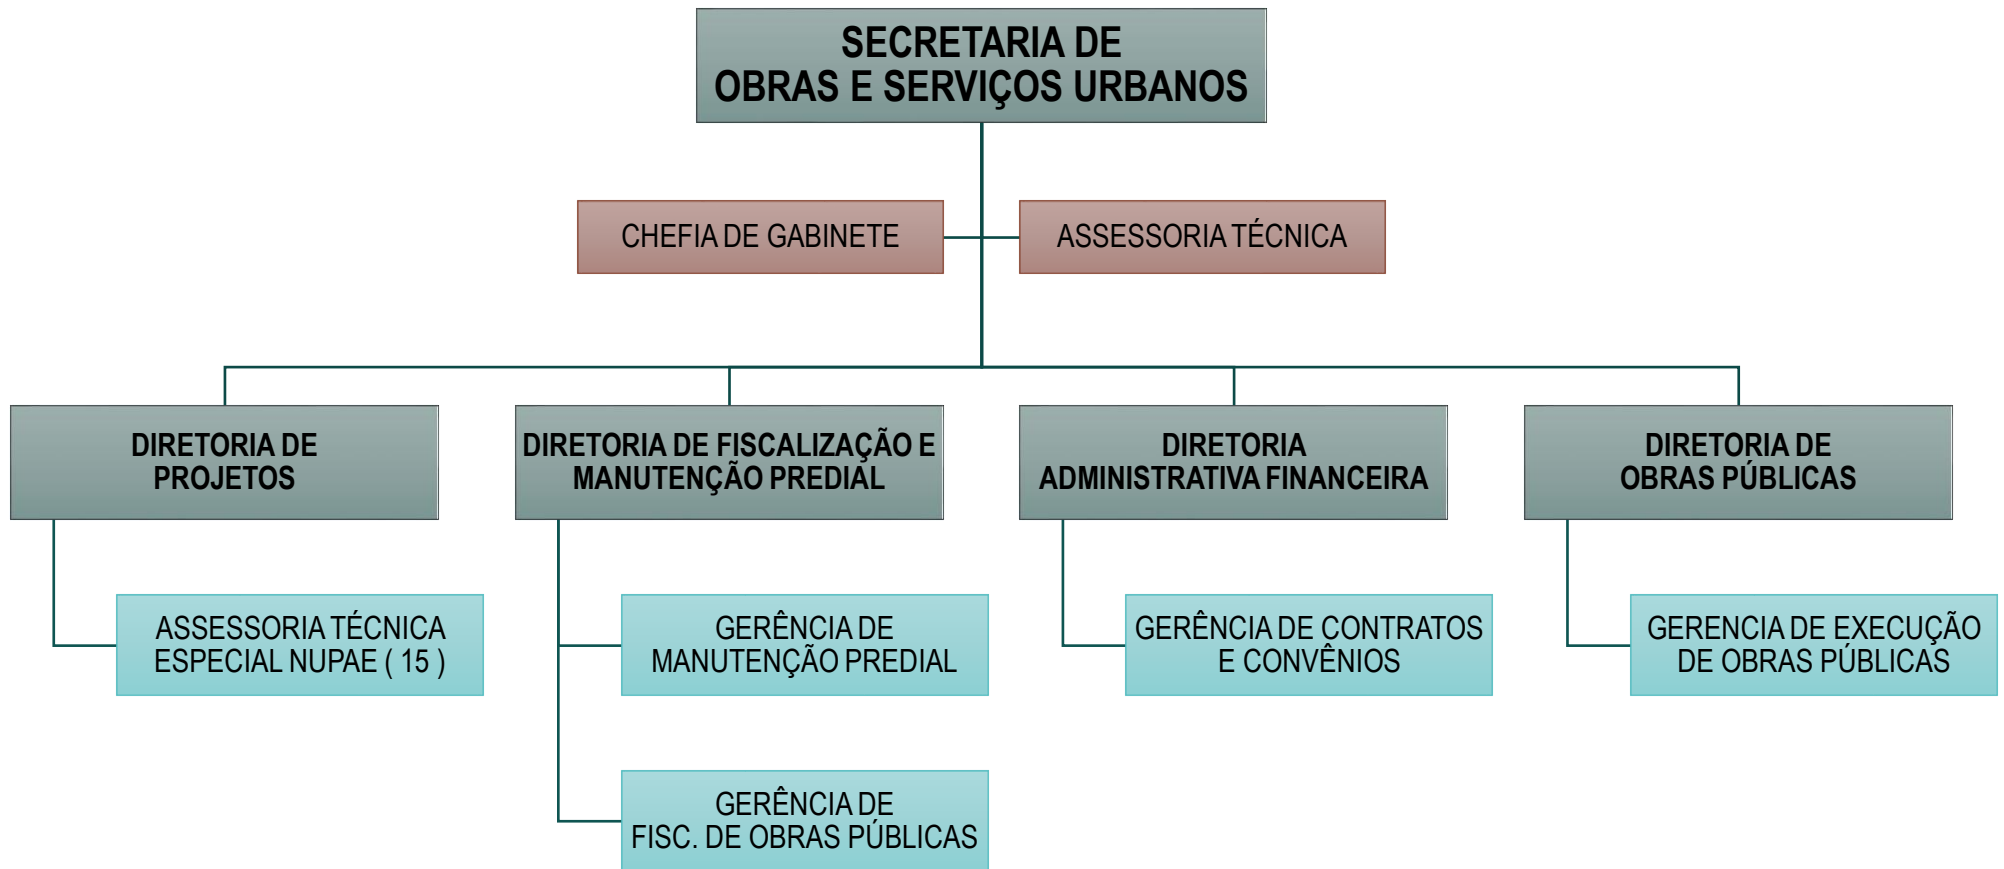 SECRETARIA DE
OBRAS E SERVIÇOS URBANOS
CHEFIA DE GABINETE
ASSESSORIA TÉCNICA
DIRETORIA DE
PROJETOS
DIRETORIA DE FISCALIZAÇÃO E
MANUTENÇÃO PREDIAL
DIRETORIA
ADMINISTRATIVA FINANCEIRA
DIRETORIA DE
OBRAS PÚBLICAS
ASSESSORIA TÉCNICA
ESPECIAL NUPAE ( 15 )
GERÊNCIA DE
MANUTENÇÃO PREDIAL
GERÊNCIA DE CONTRATOS
E CONVÊNIOS
GERENCIA DE EXECUÇÃO
DE OBRAS PÚBLICAS
GERÊNCIA DE
FISC. DE OBRAS PÚBLICAS